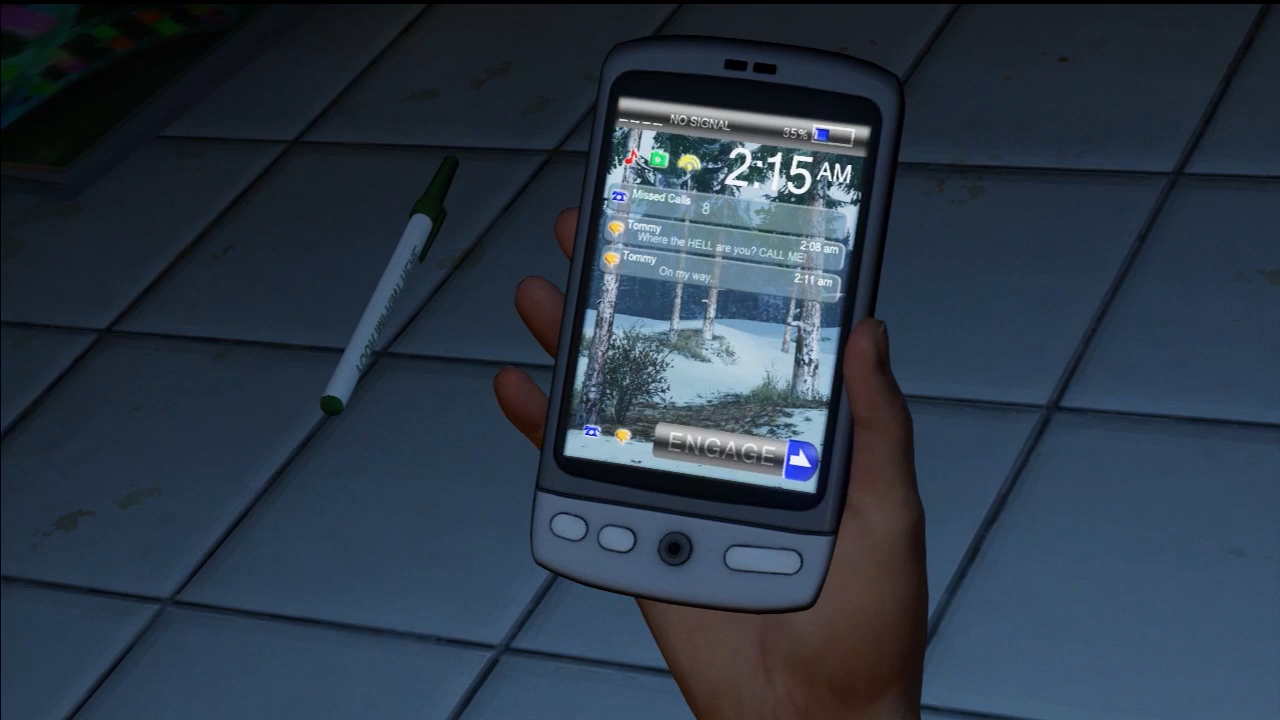 NO SIGNAL 35%
2:15 AM
Missed Calls
8
Tommy 2:08 am
Where the HELL are you? CALL ME!
Tommy 2:11 am
On my way.
ENGAGE